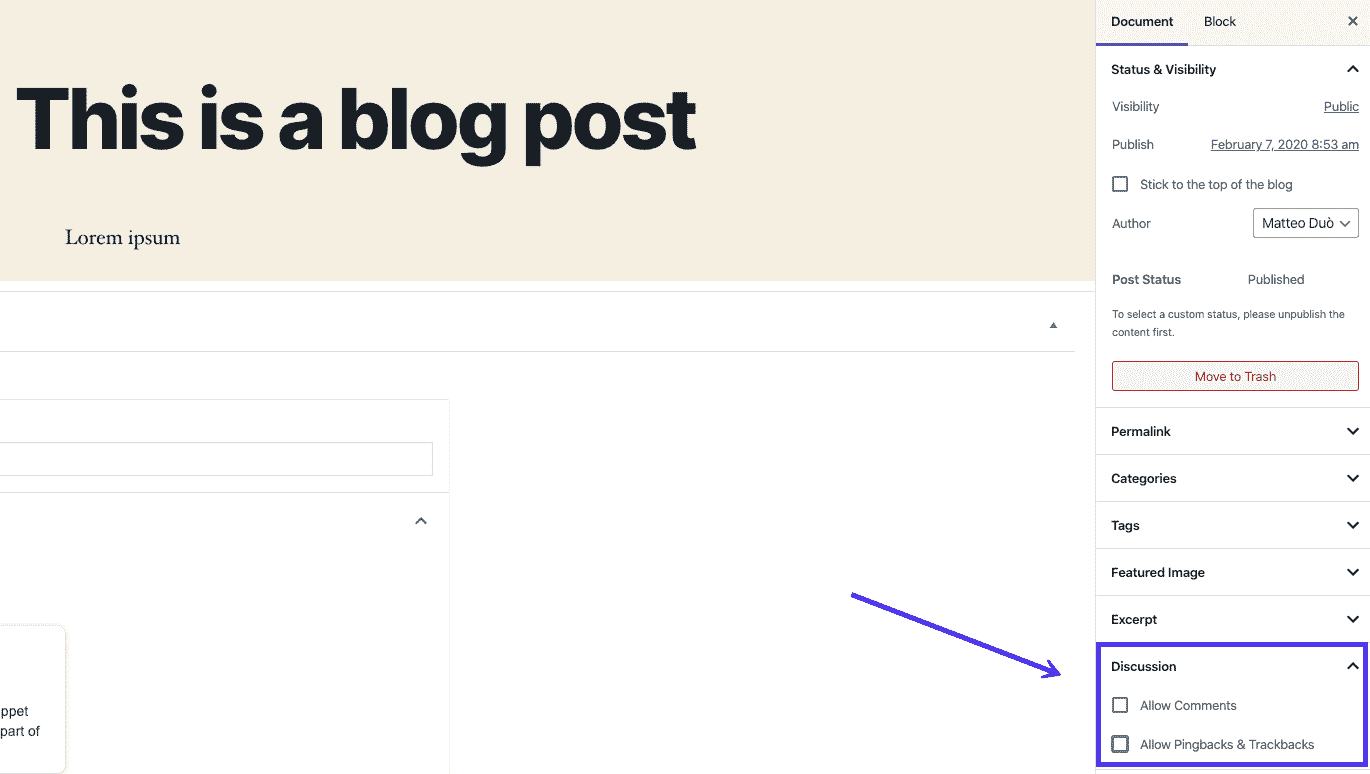 This is a blog post
Lorem ipsum
ppet
part of
Document Block
Status & Visibility
Visibility Public
Publish February 7, 2020 8:53 am
Stick to the top of the blog
Author Matteo Duò
Post Status Published
To select a custom status, please unpublish the
content first.
Move to Trash
Permalink
Categories
Tags
Featured Image
Excerpt
Discussion
Allow Comments
Allow Pingbacks & Trackbacks